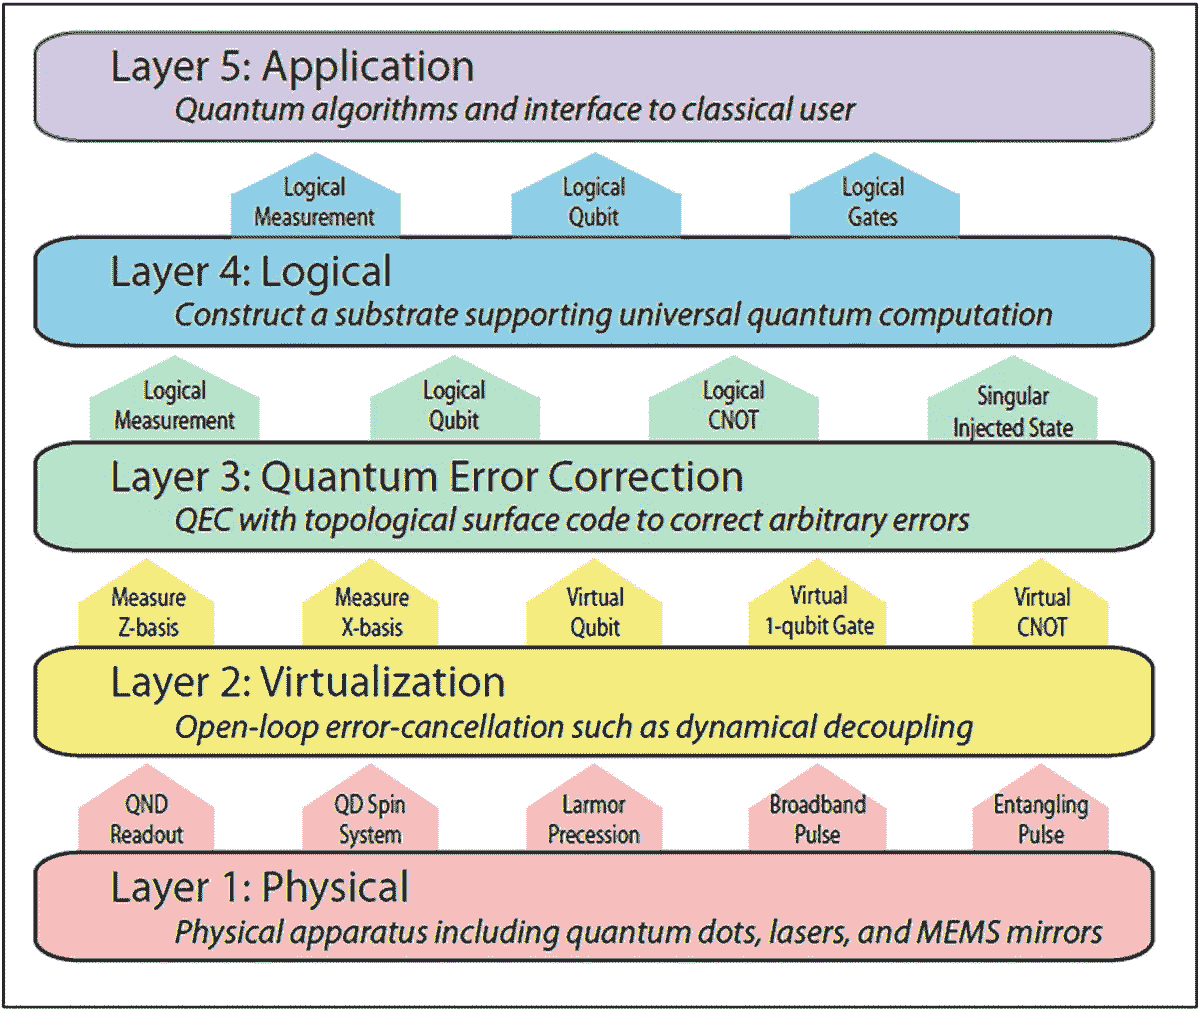 Layer 5: Application
Quantum algorithms and interface to classical user
Logical
Measurement
Logical
Qubit
Logical
Gates
Layer 4: Logical
Construct a substrate supporting universal quantum computation
Logical
Measurement
Logical
Qubit
Logical
CNOT
Singular
Injected State
Layer 3: Quantum Error Correction
QEC with topological surface code to correct arbitrary errors
Measure
Z-basis
Measure
X-basis
Virtual
Qubit
Virtual
1-qubit Gate
Virtual
CNOT
Layer 2: Virtualization
Open-loop error-cancellation such as dynamical decoupling
QND
Readout
QD Spin
System
Larmor
Precession
Broadband
Pulse
Entangling
Pulse
Layer 1: Physical
Physical apparatus including quantum dots, lasers, and MEMS mirrors